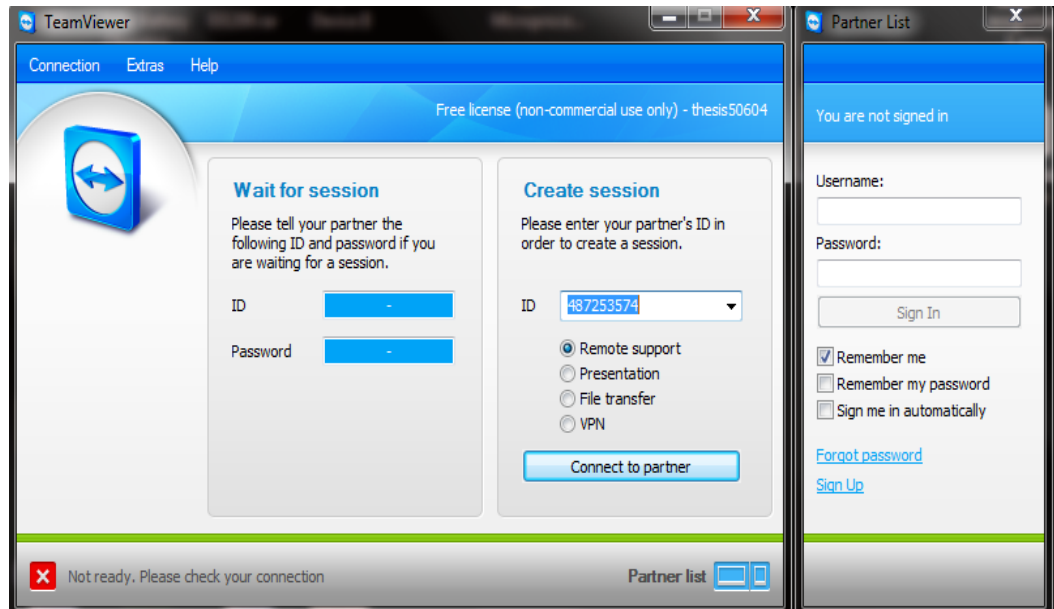 TeamViewer
Connection Extras Help
Free license (non-commercial use only) - thesis50604
Wait for session
Please tell your partner the
following ID and password if you
are waiting for a session.
ID -
Password -
Create session
Please enter your partner's ID in
order to create a session.
ID 487253574
Remote support
Presentation
File transfer
VPN
Connect to partner
Not ready. Please check your connection
Partner list
Partner List
You are not signed in
Username:
Password:
Sign In
Remember me
Remember my password
Sign me in automatically
Forgot password
Sign Up